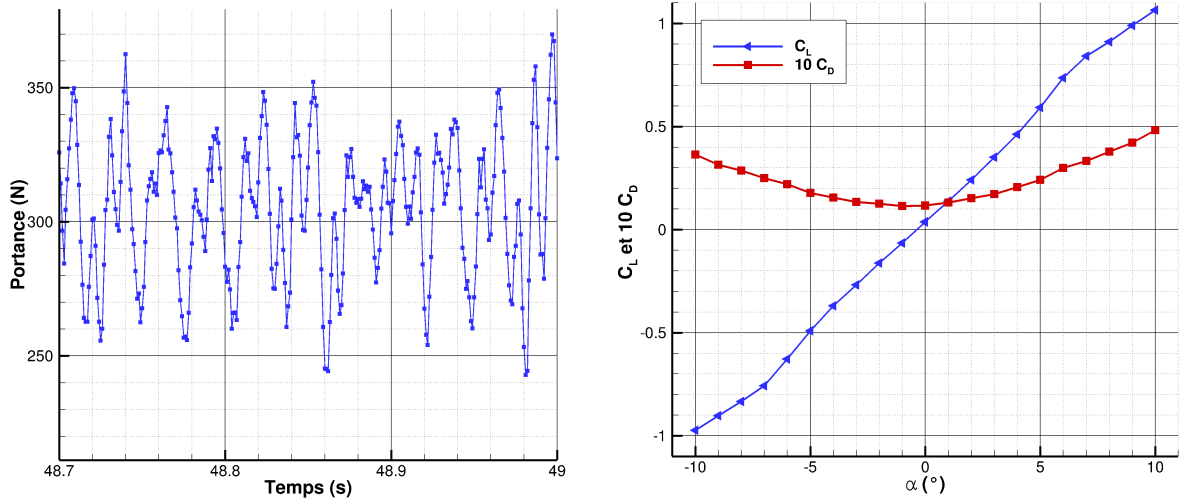 Portance (N)
350
300
250
48.7
48.8
48.9
49
Temps (s)
C_L et 10 C_D
1
0.5
0
-0.5
-1
C_L
10 C_D
-10
-5
0
5
10
α (°)